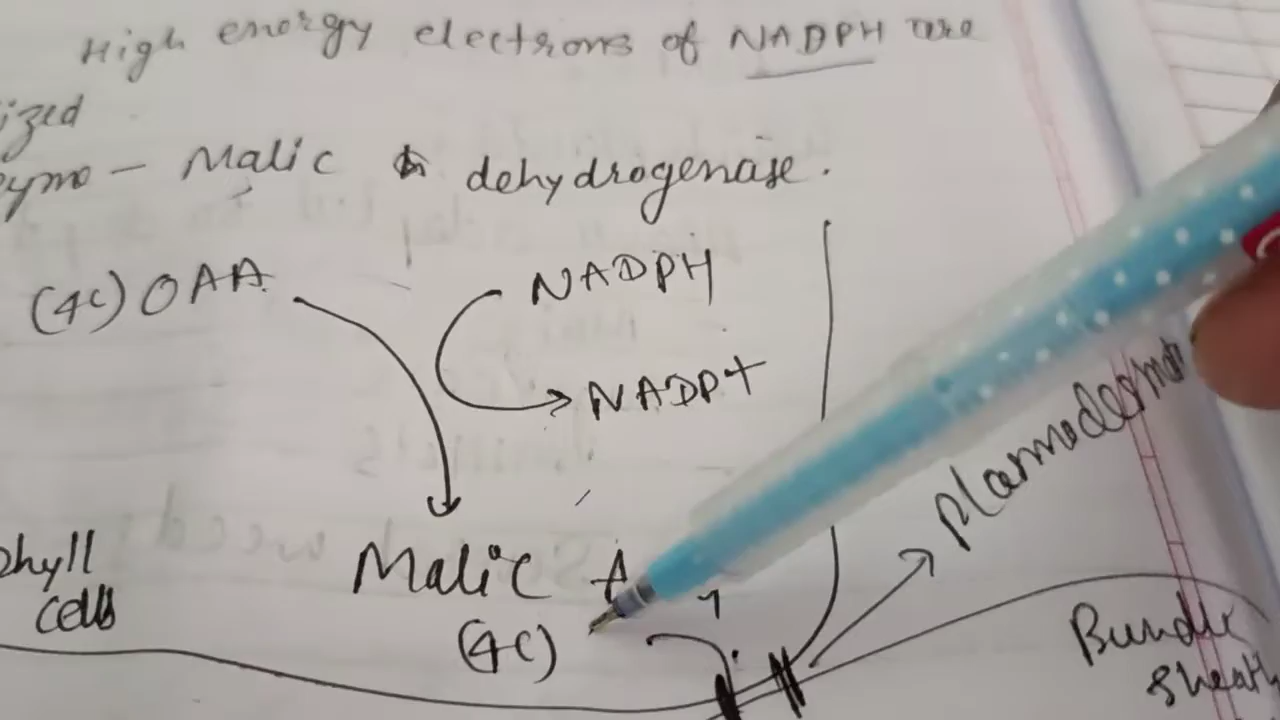 High energy electrons of NADPH are
ized
zyme - Malic dehydrogenase.
(4C) OAA
NADPH
NADP+
Malic A
(4C)
Plasmodesma
phyll
cells
Bundle
sheath